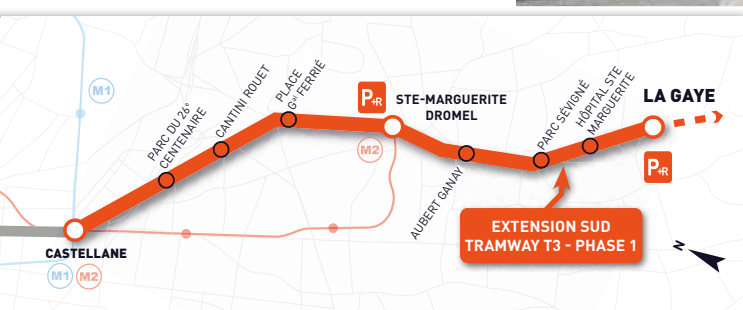 M1
PARC DU 26e
CENTENAIRE
CANTINI ROUET
PLACE
Gal FERRIÉ
P+R
STE-MARGUERITE
DROMEL
M2
AUBERT GANAY
PARC SÉVIGNÉ
HÔPITAL STE
MARGUERITE
LA GAYE
P+R
EXTENSION SUD
TRAMWAY T3 - PHASE 1
N
CASTELLANE
M1 M2